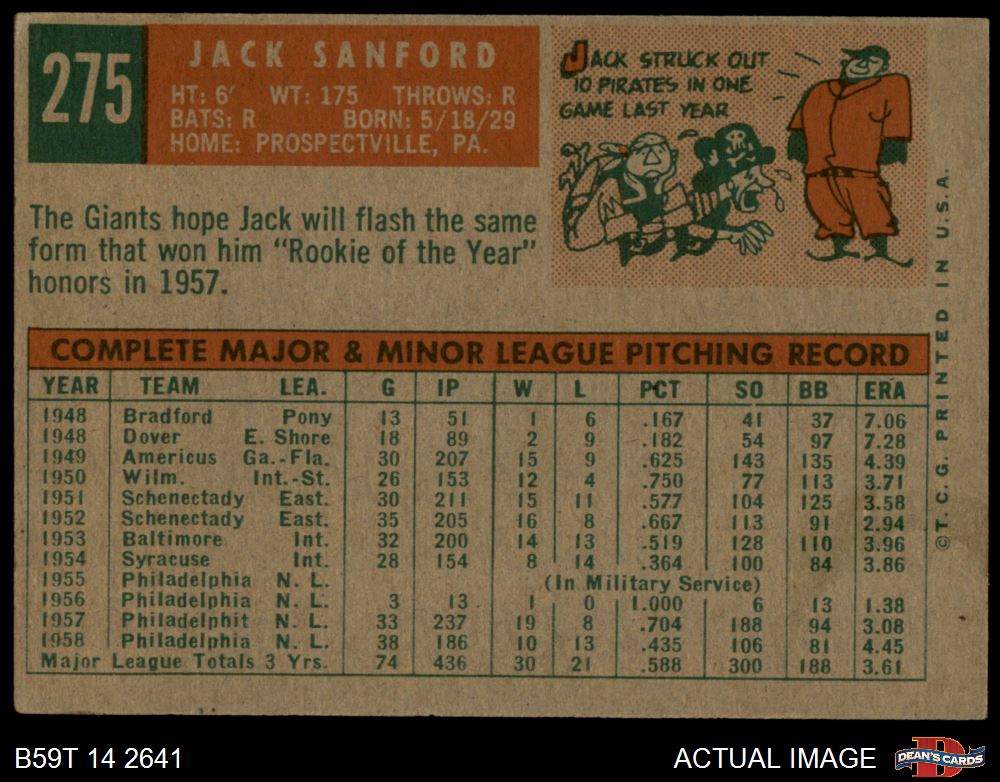 275
JACK SANFORD
HT: 6' WT: 175 THROWS: R
BATS: R BORN: 5/18/29
HOME: PROSPECTVILLE, PA.
JACK STRUCK OUT
10 PIRATES IN ONE
GAME LAST YEAR
The Giants hope Jack will flash the same
form that won him "Rookie of the Year"
honors in 1957.
COMPLETE MAJOR & MINOR LEAGUE PITCHING RECORD
YEAR TEAM LEA. G IP W L PCT SO BB ERA
1948 Bradford Pony 13 51 1 6 .167 41 37 7.06
1948 Dover E. Shore 18 89 2 9 .182 54 97 7.28
1949 Americus Ga.-Fla. 30 207 15 9 .625 143 135 4.39
1950 Wilm. Int.-St. 26 153 12 4 .750 77 113 3.71
1951 Schenectady East. 30 211 15 11 .577 104 125 3.58
1952 Schenectady East. 35 205 16 8 .667 113 91 2.94
1953 Baltimore Int. 32 200 14 13 .519 128 110 3.96
1954 Syracuse Int. 28 154 8 14 .364 100 84 3.86
1955 Philadelphia N. L. (In Military Service)
1956 Philadelphia N. L. 3 13 1 0 1.000 6 13 1.38
1957 Philadelphit N. L. 33 237 19 8 .704 188 94 3.08
1958 Philadelphia N. L. 38 186 10 13 .435 106 81 4.45
Major League Totals 3 Yrs. 74 436 30 21 .588 300 188 3.61
©T.C.G. PRINTED IN U.S.A.
B59T 14 2641
ACTUAL IMAGE
D
DEAN'S CARDS